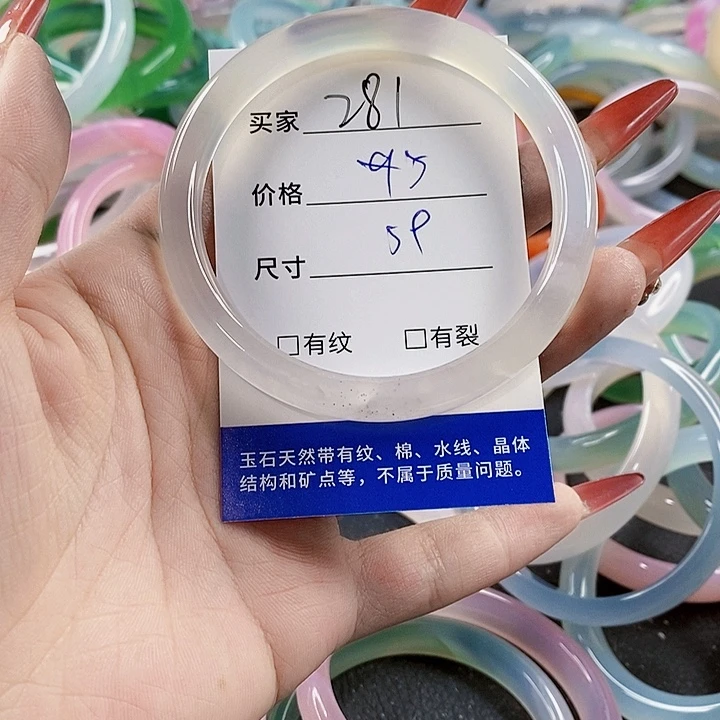 买家 281
价格 45
尺寸 59
□有纹 □有裂
玉石天然带有纹、棉、水线、晶体
结构和矿点等，不属于质量问题。